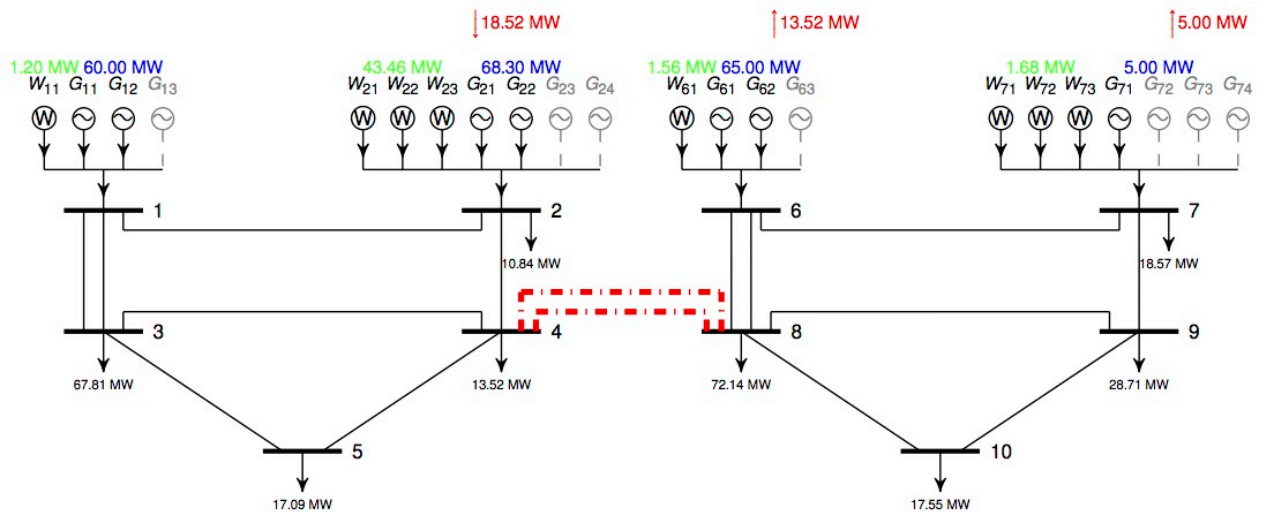 18.52 MW 13.52 MW 5.00 MW
1.20 MW 60.00 MW 43.46 MW 68.30 MW 1.56 MW 65.00 MW 1.68 MW 5.00 MW
W11 G11 G12 G13 W21 W22 W23 G21 G22 G23 G24 W61 G61 G62 G63 W71 W72 W73 G71 G72 G73 G74
W W W W W W W W
1 2 6 7
10.84 MW 18.57 MW
3 4 8 9
67.81 MW 13.52 MW 72.14 MW 28.71 MW
5 10
17.09 MW 17.55 MW